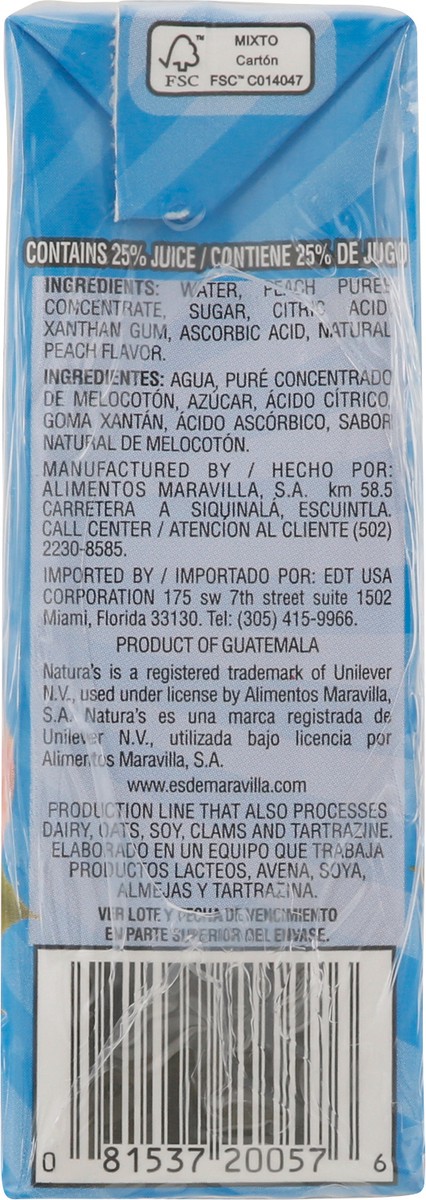 MIXTO
Cartón
FSC FSC™ C014047
CONTAINS 25% JUICE / CONTIENE 25% DE JUGO
INGREDIENTS: WATER, PEACH PUREE
CONCENTRATE, SUGAR, CITRIC ACID
XANTHAN GUM, ASCORBIC ACID, NATURAL
PEACH FLAVOR.
INGREDIENTES: AGUA, PURÉ CONCENTRADO
DE MELOCOTÓN, AZÚCAR, ÁCIDO CÍTRICO,
GOMA XANTÁN, ÁCIDO ASCÓRBICO, SABOR
NATURAL DE MELOCOTÓN.
MANUFACTURED BY / HECHO POR:
ALIMENTOS MARAVILLA, S.A. km 58.5
CARRETERA A SIQUINALÁ, ESCUINTLA.
CALL CENTER / ATENCION AL CLIENTE (502)
2230-8585.
IMPORTED BY / IMPORTADO POR: EDT USA
CORPORATION 175 sw 7th street suite 1502
Miami, Florida 33130. Tel: (305) 415-9966.
PRODUCT OF GUATEMALA
Natura's is a registered trademark of Unilever
N.V., used under license by Alimentos Maravilla,
S.A. Natura's es una marca registrada de
Unilever N.V., utilizada bajo licencia por
Alimentos Maravilla, S.A.
www.esdemaravilla.com
PRODUCTION LINE THAT ALSO PROCESSES
DAIRY, OATS, SOY, CLAMS AND TARTRAZINE.
ELABORADO EN UN EQUIPO QUE TRABAJA
PRODUCTOS LACTEOS, AVENA, SOYA,
ALMEJAS Y TARTRAZINA.
VER LOTE Y FECHA DE VENCIMIENTO
EN PARTE SUPERIOR DEL ENVASE.
0 81537 20057 6